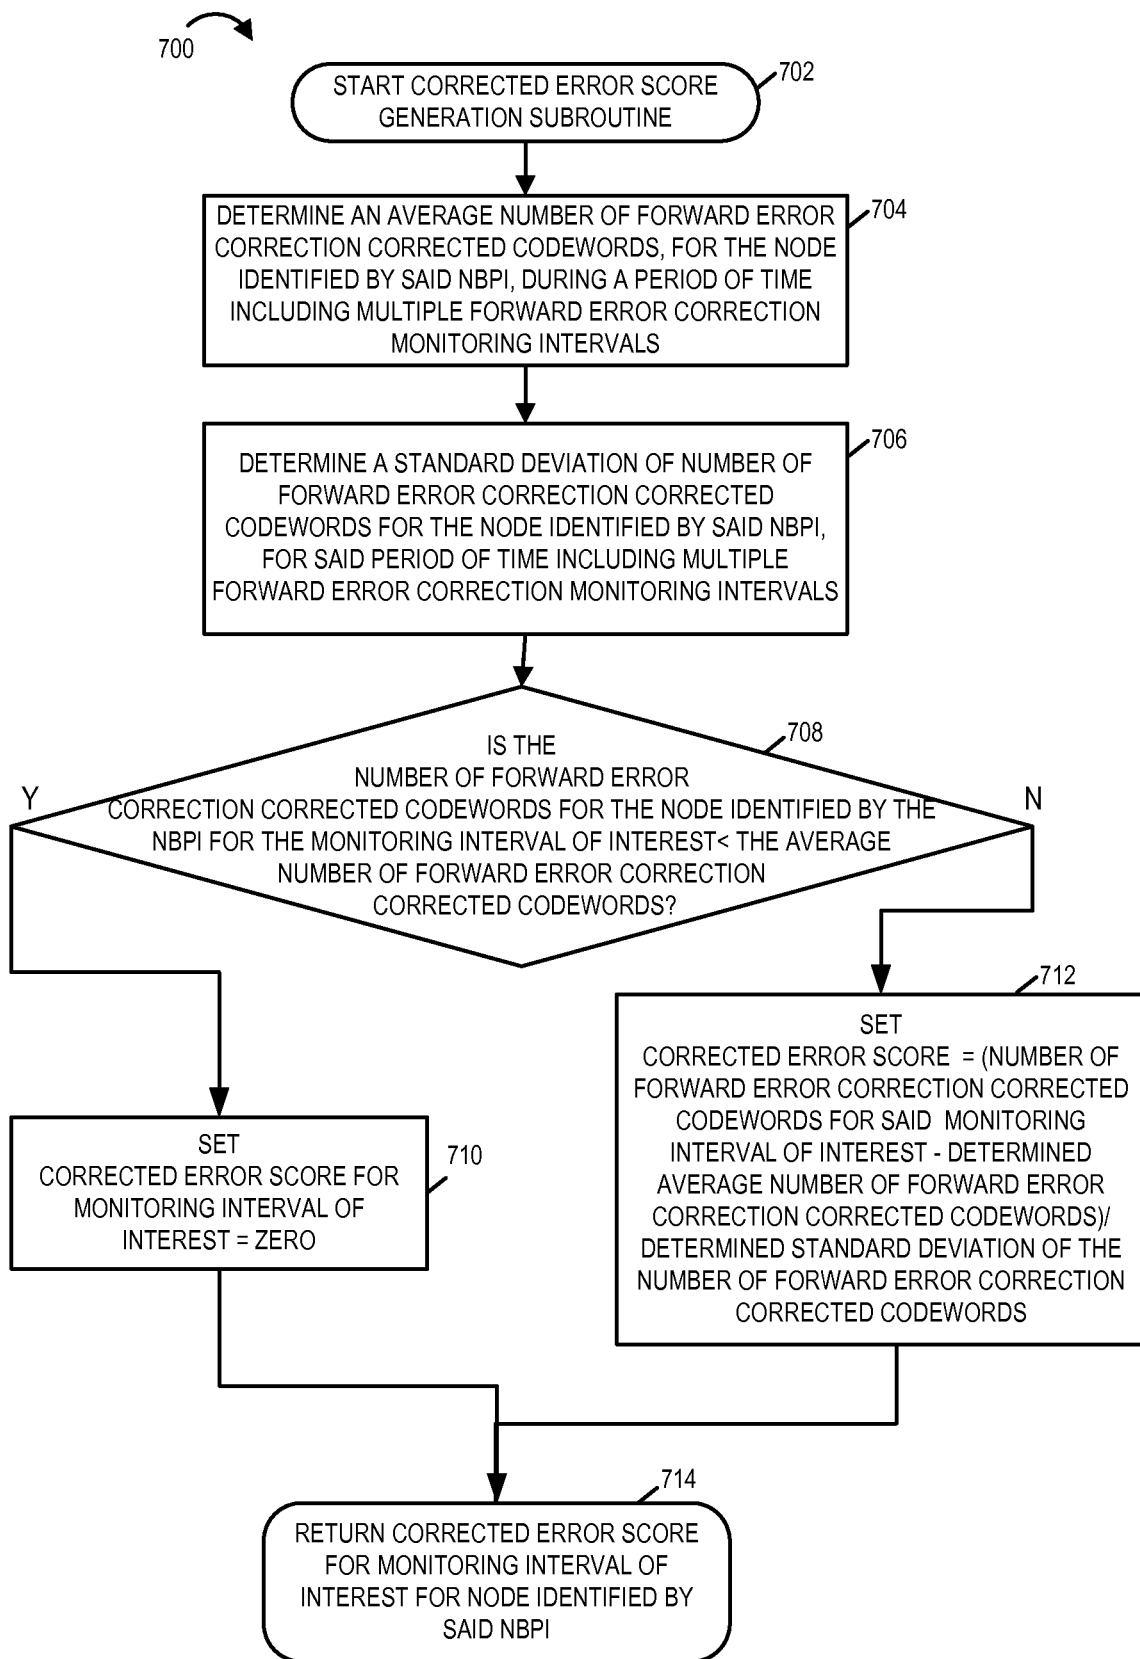 700
START CORRECTED ERROR SCORE
GENERATION SUBROUTINE
702
DETERMINE AN AVERAGE NUMBER OF FORWARD ERROR
CORRECTION CORRECTED CODEWORDS, FOR THE NODE
IDENTIFIED BY SAID NBPI, DURING A PERIOD OF TIME
INCLUDING MULTIPLE FORWARD ERROR CORRECTION
MONITORING INTERVALS
704
DETERMINE A STANDARD DEVIATION OF NUMBER OF
FORWARD ERROR CORRECTION CORRECTED
CODEWORDS FOR THE NODE IDENTIFIED BY SAID NBPI,
FOR SAID PERIOD OF TIME INCLUDING MULTIPLE
FORWARD ERROR CORRECTION MONITORING INTERVALS
706
IS THE
NUMBER OF FORWARD ERROR
CORRECTION CORRECTED CODEWORDS FOR THE NODE IDENTIFIED BY THE
NBPI FOR THE MONITORING INTERVAL OF INTEREST< THE AVERAGE
NUMBER OF FORWARD ERROR CORRECTION
CORRECTED CODEWORDS?
708
Y
N
SET
CORRECTED ERROR SCORE FOR
MONITORING INTERVAL OF
INTEREST = ZERO
710
SET
CORRECTED ERROR SCORE = (NUMBER OF
FORWARD ERROR CORRECTION CORRECTED
CODEWORDS FOR SAID MONITORING
INTERVAL OF INTEREST - DETERMINED
AVERAGE NUMBER OF FORWARD ERROR
CORRECTION CORRECTED CODEWORDS)/
DETERMINED STANDARD DEVIATION OF THE
NUMBER OF FORWARD ERROR CORRECTION
CORRECTED CODEWORDS
712
RETURN CORRECTED ERROR SCORE
FOR MONITORING INTERVAL OF
INTEREST FOR NODE IDENTIFIED BY
SAID NBPI
714